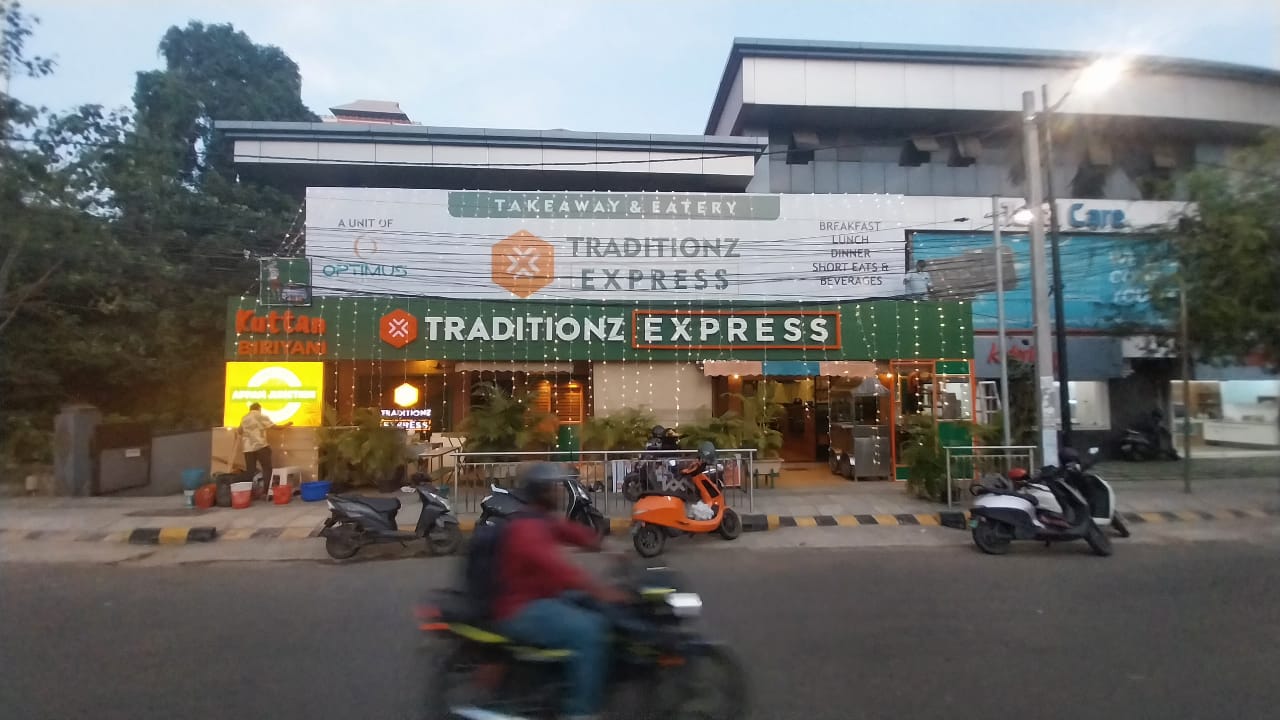 TAKEAWAY & EATERY
A UNIT OF
OPTIMUS
TRADITIONZ
EXPRESS
BREAKFAST
LUNCH
DINNER
SHORT EATS &
BEVERAGES
Care
Kuttan
BIRIYANI
TRADITIONZ EXPRESS
JUNCTION
TRADITIONZ
EXPRESS